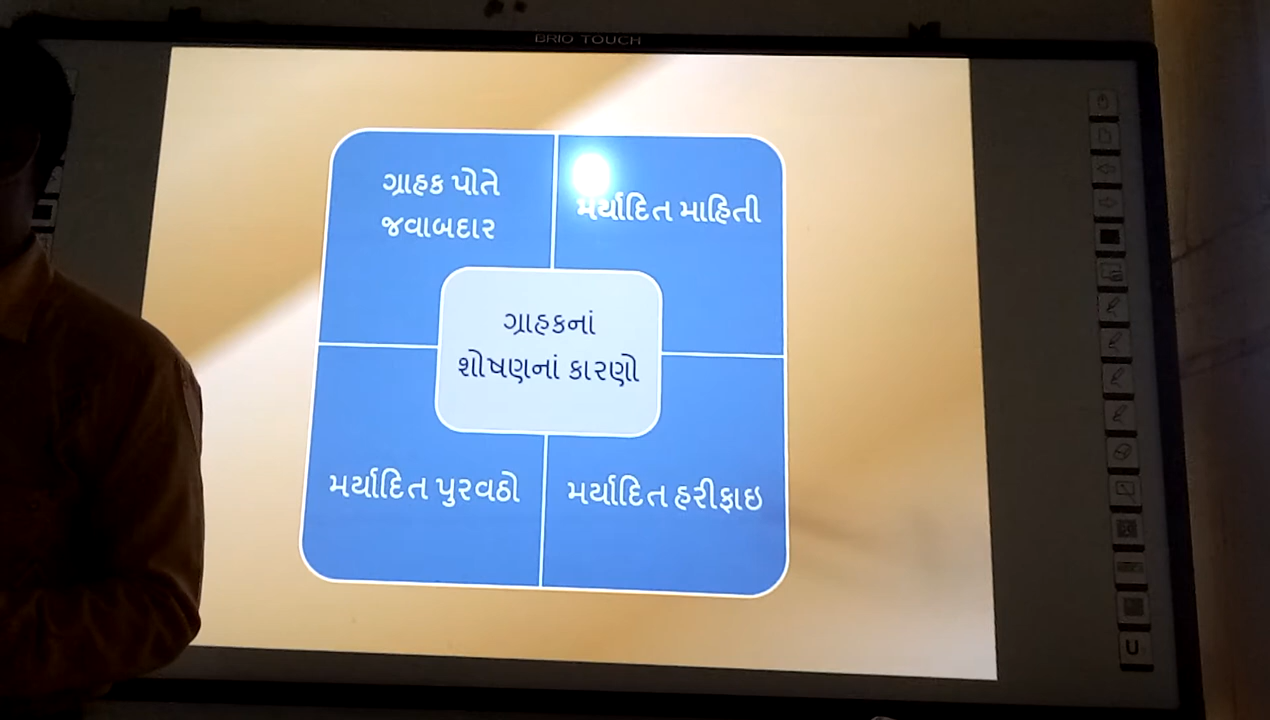 BRIO TOUCH
ગ્રાહક પોતે
જવાબદાર
મર્યાદિત માહિતી
ગ્રાહકનાં
શોષણનાં કારણો
મર્યાદિત પુરવઠો
મર્યાદિત હરીફાઇ